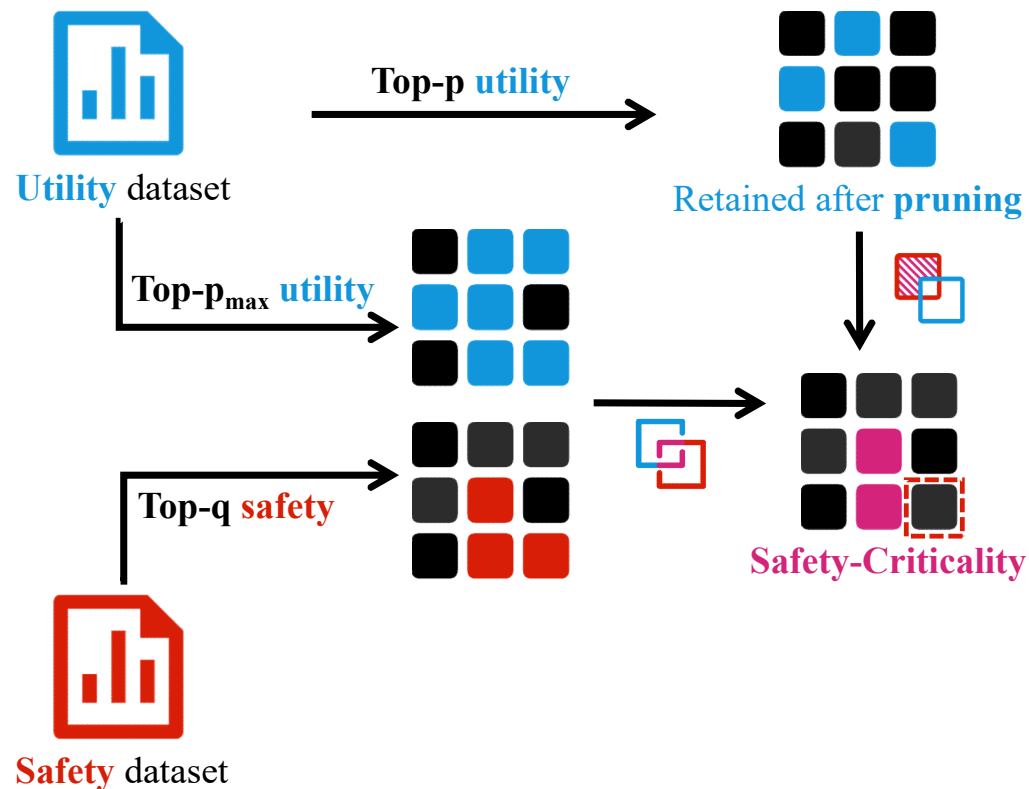 Top-p utility
Utility dataset
Retained after pruning
Top-pmax utility
Top-q safety
Safety-Criticality
Safety dataset